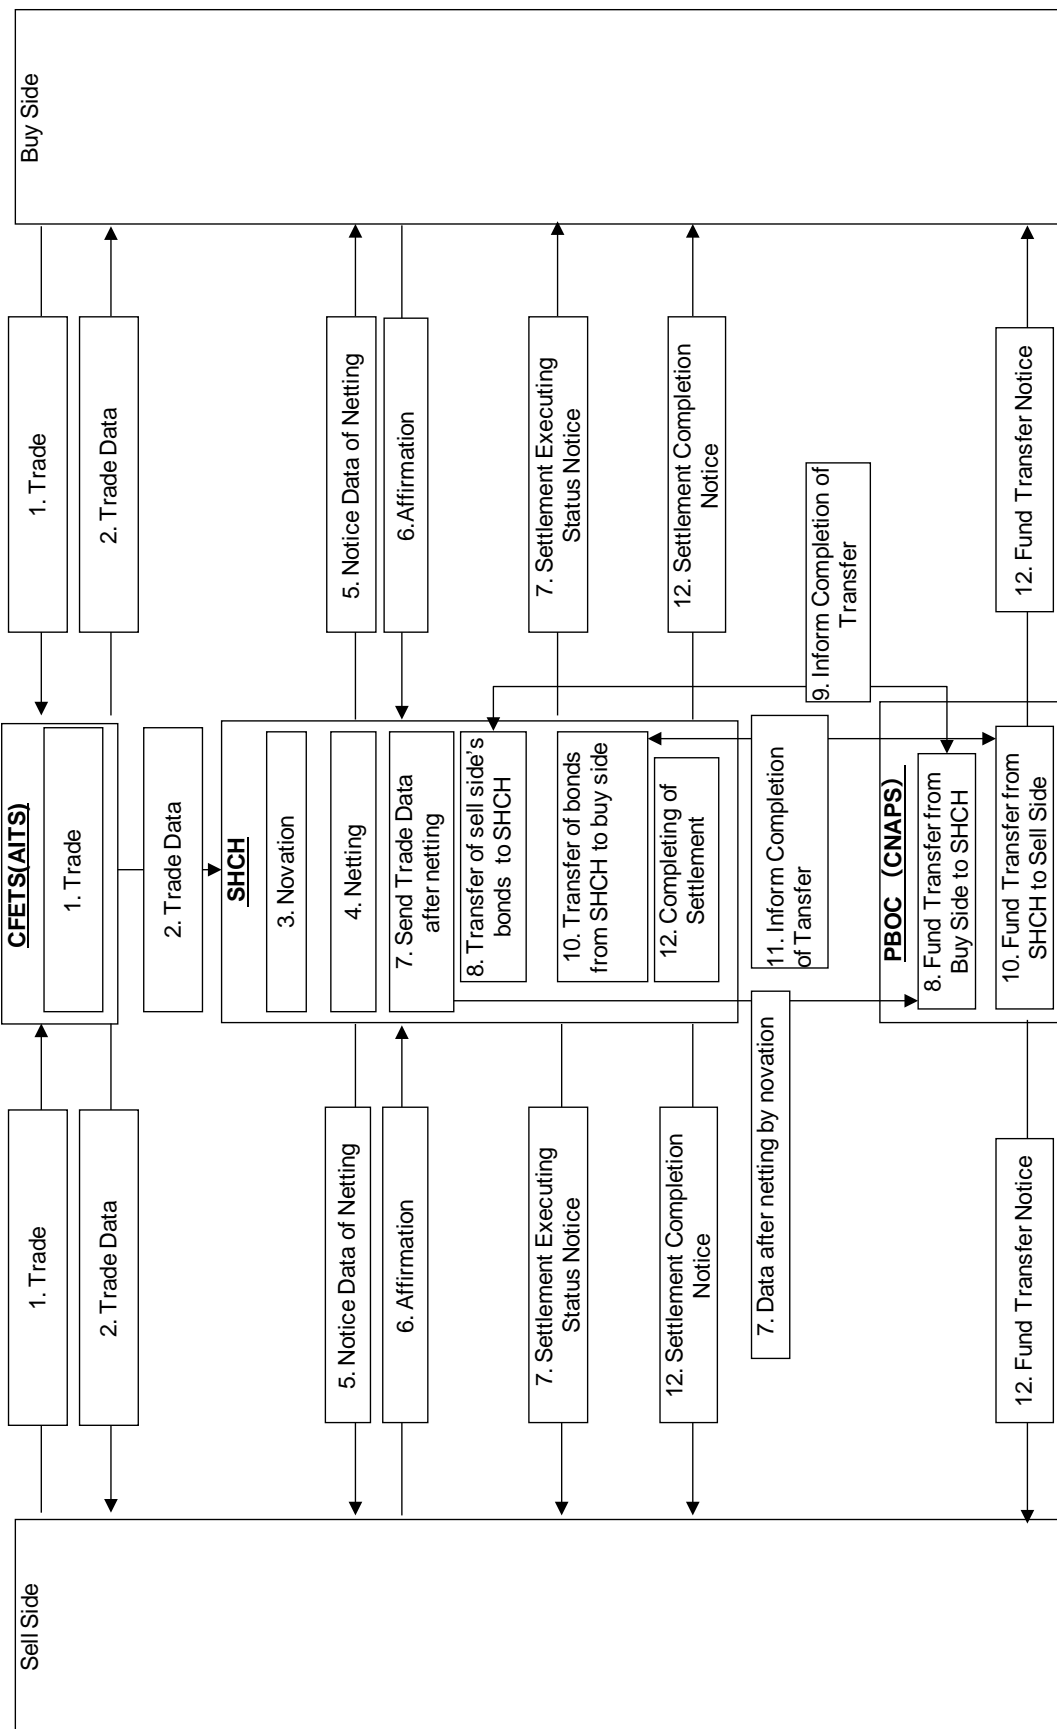 Sell Side
Buy Side
1. Trade
CFETS(AITS)
1. Trade
1. Trade
2. Trade Data
2. Trade Data
2. Trade Data
SHCH
3. Novation
4. Netting
5. Notice Data of Netting
5. Notice Data of Netting
6. Affirmation
6.Affirmation
7. Send Trade Data
after netting
8. Transfer of sell side's
bonds to SHCH
7. Settlement Executing
Status Notice
10. Transfer of bonds
from SHCH to buy side
7. Settlement Executing
Status Notice
12. Settlement Completion
Notice
12. Completing of
Settlement
12. Settlement Completion
Notice
7. Data after netting by novation
11. Inform Completion
of Tansfer
9. Inform Completion of
Transfer
PBOC （CNAPS）
8. Fund Transfer from
Buy Side to SHCH
12. Fund Transfer Notice
10. Fund Transfer from
SHCH to Sell Side
12. Fund Transfer Notice